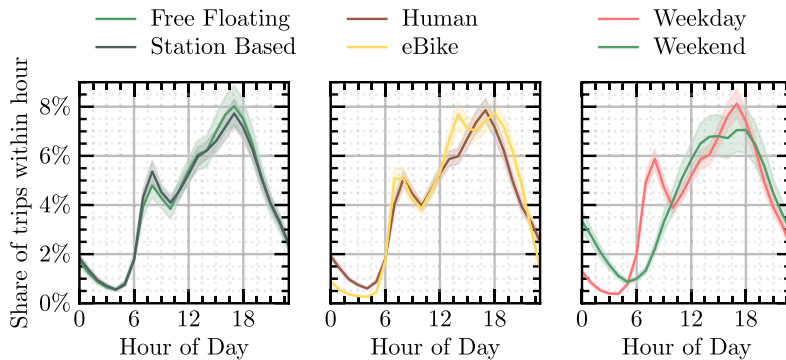 Free Floating
Station Based
Human
eBike
Weekday
Weekend
Share of trips within hour
8%
6%
4%
2%
0%
0 6 12 18
0 6 12 18
0 6 12 18
Hour of Day
Hour of Day
Hour of Day